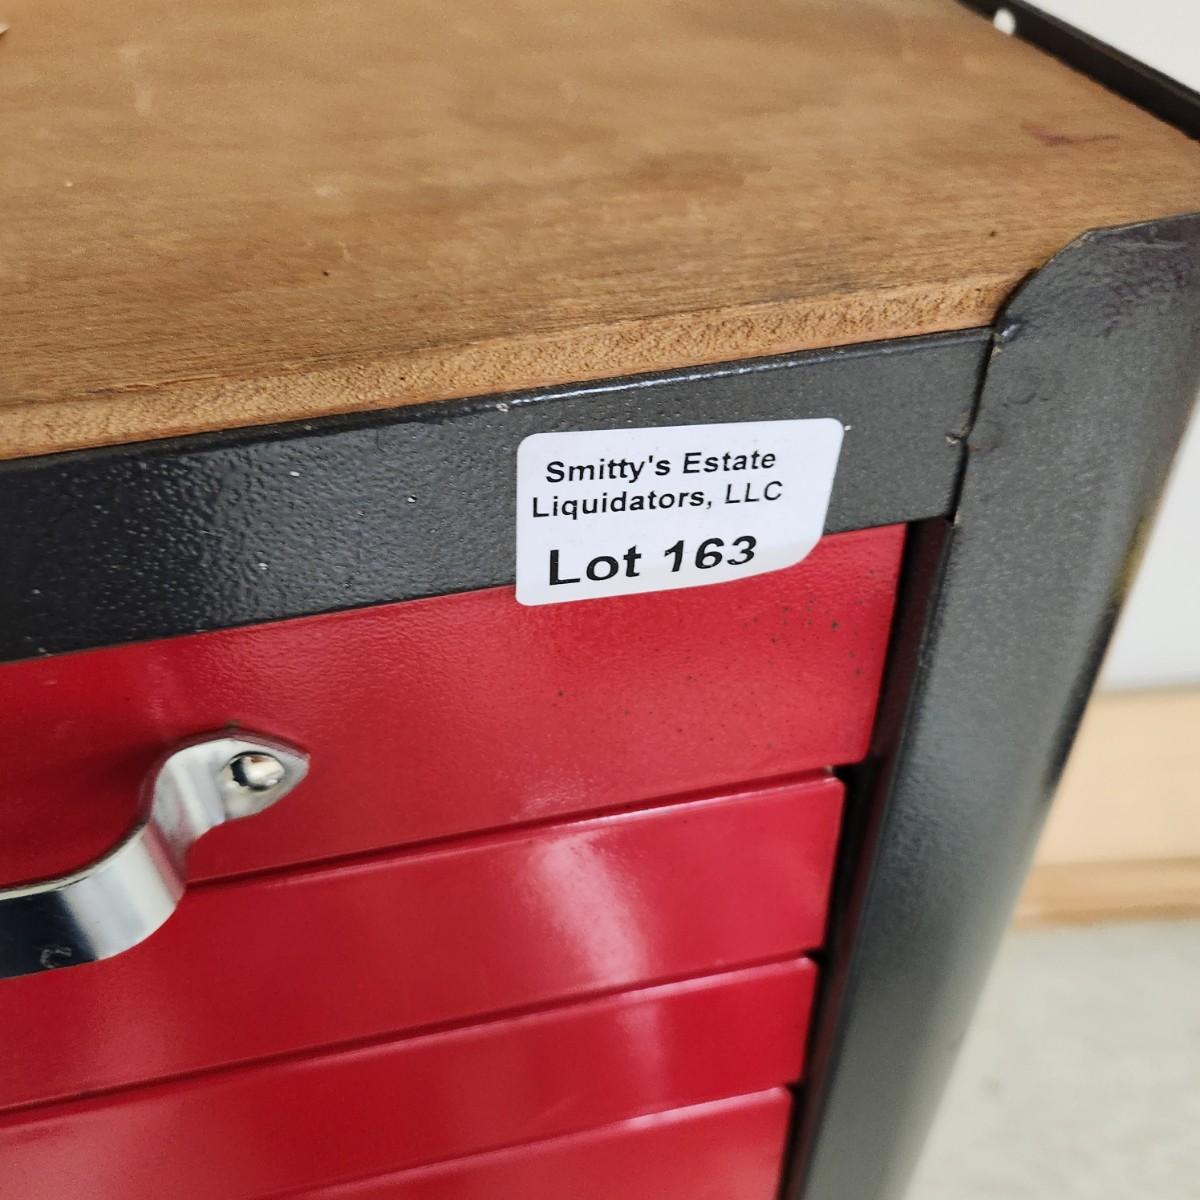 Smitty's Estate
Liquidators, LLC
Lot 163